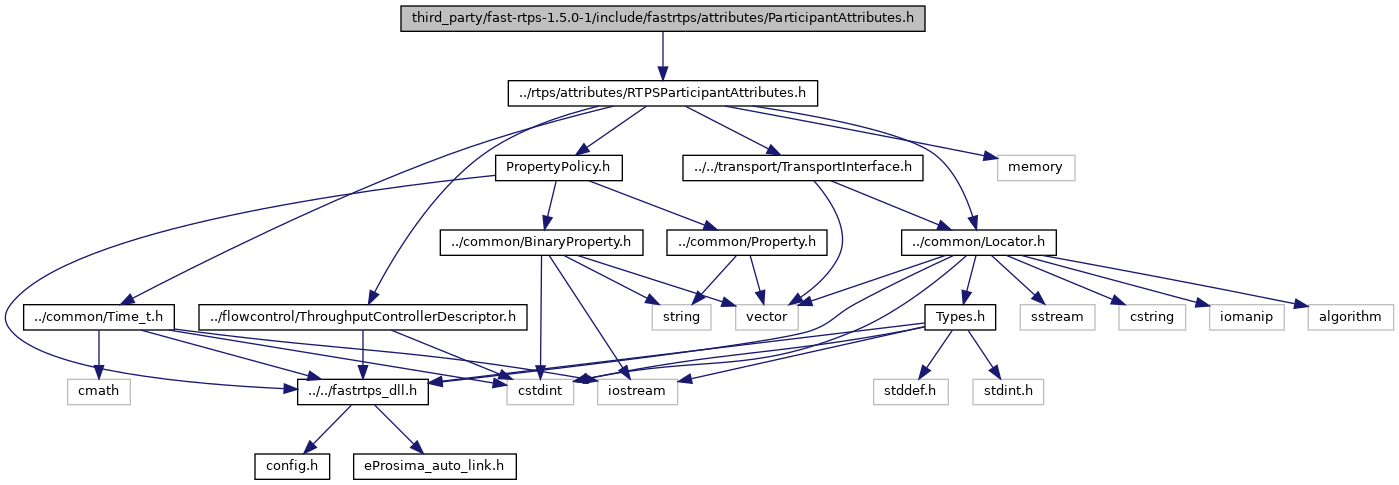 third_party/fast-rtps-1.5.0-1/include/fastrtps/attributes/ParticipantAttributes.h
../rtps/attributes/RTPSParticipantAttributes.h
PropertyPolicy.h
../../transport/TransportInterface.h
memory
../common/BinaryProperty.h
../common/Property.h
../common/Locator.h
../common/Time_t.h
../flowcontrol/ThroughputControllerDescriptor.h
string
vector
Types.h
sstream
cstring
iomanip
algorithm
cmath
../../fastrtps_dll.h
cstdint
iostream
stddef.h
stdint.h
config.h
eProsima_auto_link.h